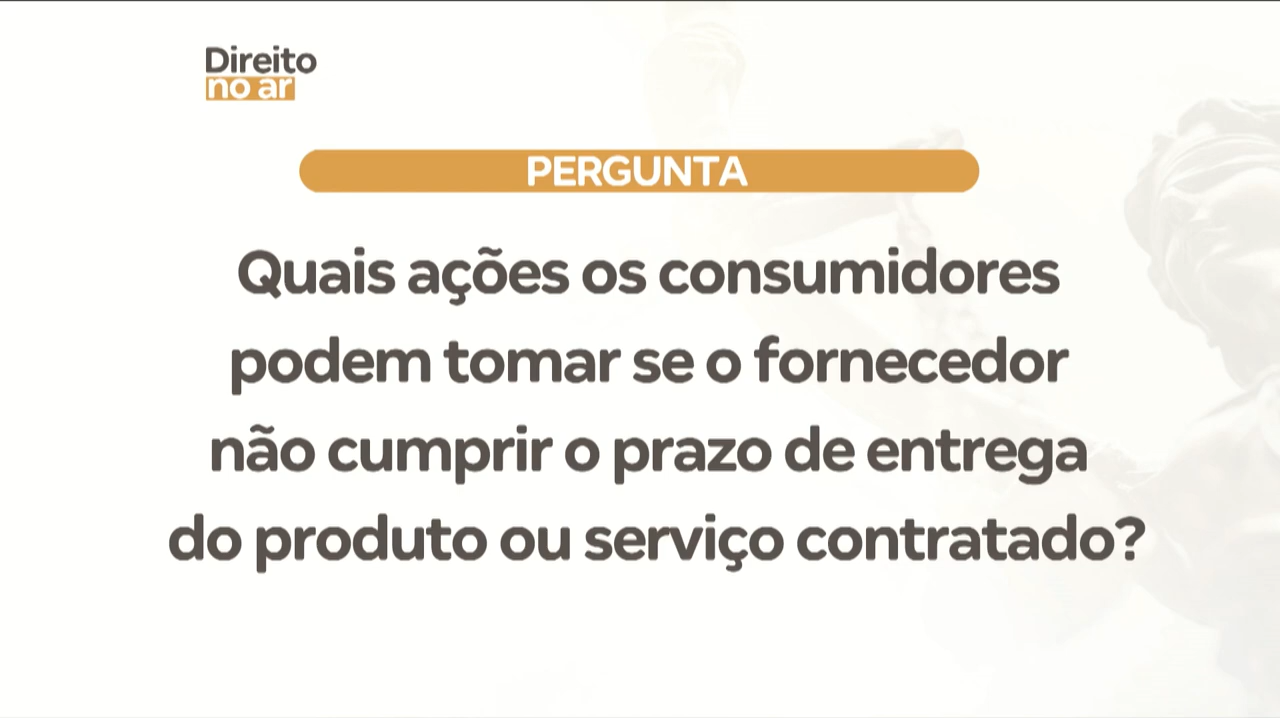 Direito
no ar
PERGUNTA
Quais ações os consumidores
podem tomar se o fornecedor
não cumprir o prazo de entrega
do produto ou serviço contratado?